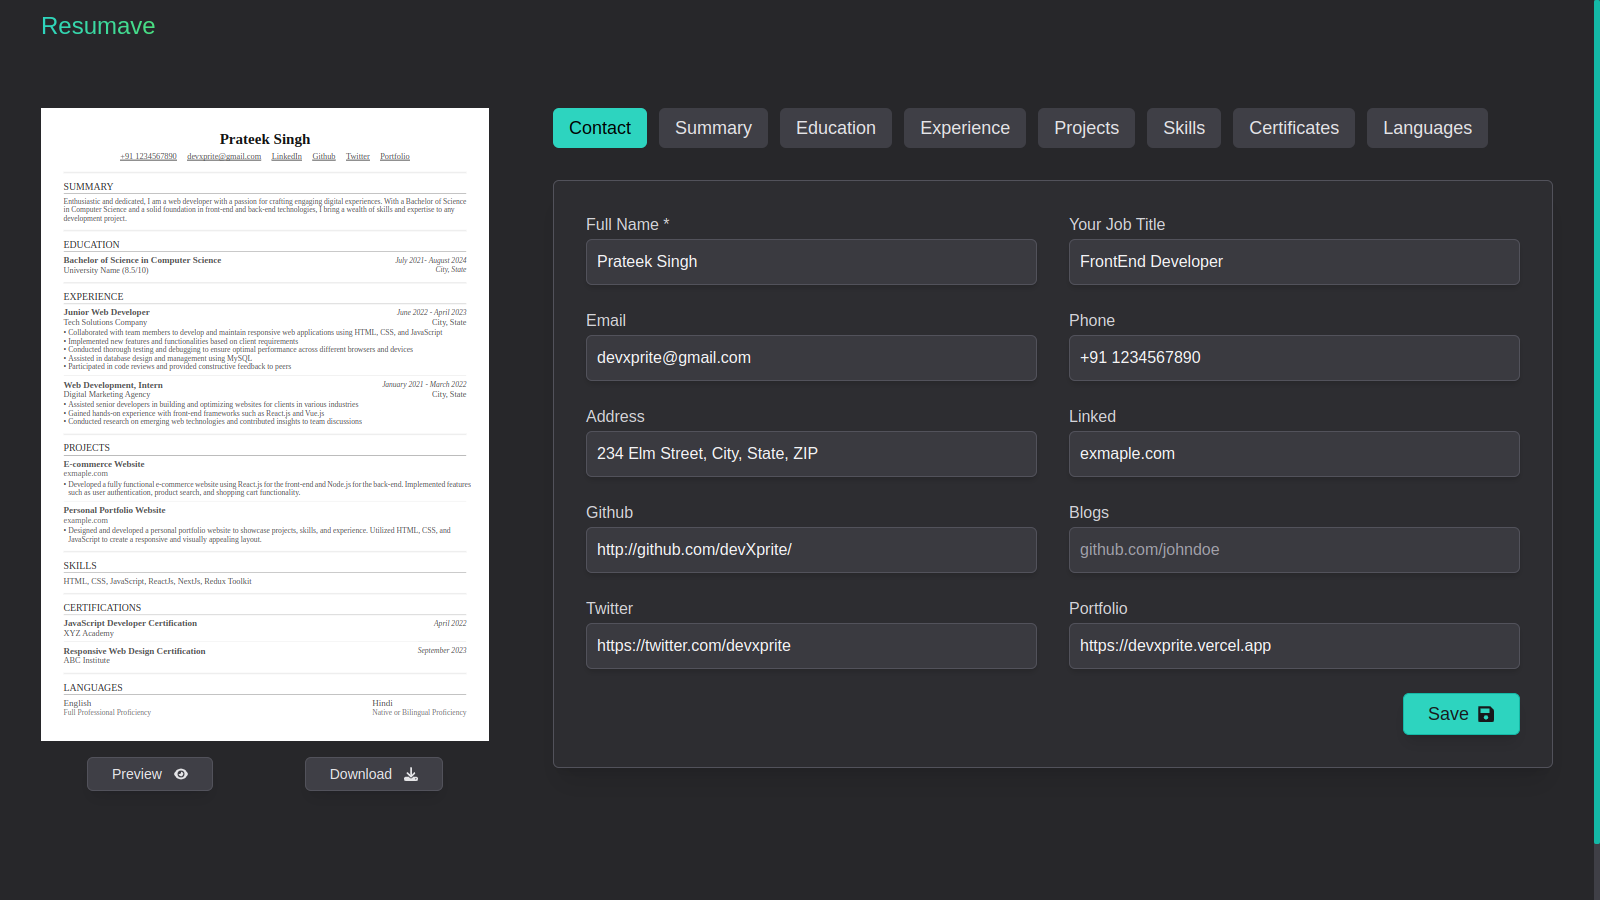 Resumave
Prateek Singh
+91 1234567890 devxprite@gmail.com LinkedIn Github Twitter Portfolio
SUMMARY
Enthusiastic and dedicated, I am a web developer with a passion for crafting engaging digital experiences. With a Bachelor of Science
in Computer Science and a solid foundation in front-end and back-end technologies, I bring a wealth of skills and expertise to any
development project.
EDUCATION
Bachelor of Science in Computer Science July 2021- August 2024
University Name (8.5/10) City, State
EXPERIENCE
Junior Web Developer June 2022 - April 2023
Tech Solutions Company City, State
• Collaborated with team members to develop and maintain responsive web applications using HTML, CSS, and JavaScript
• Implemented new features and functionalities based on client requirements
• Conducted thorough testing and debugging to ensure optimal performance across different browsers and devices
• Assisted in database design and management using MySQL
• Participated in code reviews and provided constructive feedback to peers
Web Development, Intern January 2021 - March 2022
Digital Marketing Agency City, State
• Assisted senior developers in building and optimizing websites for clients in various industries
• Gained hands-on experience with front-end frameworks such as React.js and Vue.js
• Conducted research on emerging web technologies and contributed insights to team discussions
PROJECTS
E-commerce Website
exmaple.com
• Developed a fully functional e-commerce website using React.js for the front-end and Node.js for the back-end. Implemented features
such as user authentication, product search, and shopping cart functionality.
Personal Portfolio Website
example.com
• Designed and developed a personal portfolio website to showcase projects, skills, and experience. Utilized HTML, CSS, and
JavaScript to create a responsive and visually appealing layout.
SKILLS
HTML, CSS, JavaScript, ReactJs, NextJs, Redux Toolkit
CERTIFICATIONS
JavaScript Developer Certification April 2022
XYZ Academy
Responsive Web Design Certification September 2023
ABC Institute
LANGUAGES
English Hindi
Full Professional Proficiency Native or Bilingual Proficiency
Preview Download
Contact Summary Education Experience Projects Skills Certificates Languages
Full Name * Your Job Title
Prateek Singh FrontEnd Developer
Email Phone
devxprite@gmail.com +91 1234567890
Address Linked
234 Elm Street, City, State, ZIP exmaple.com
Github Blogs
http://github.com/devXprite/ github.com/johndoe
Twitter Portfolio
https://twitter.com/devxprite https://devxprite.vercel.app
Save